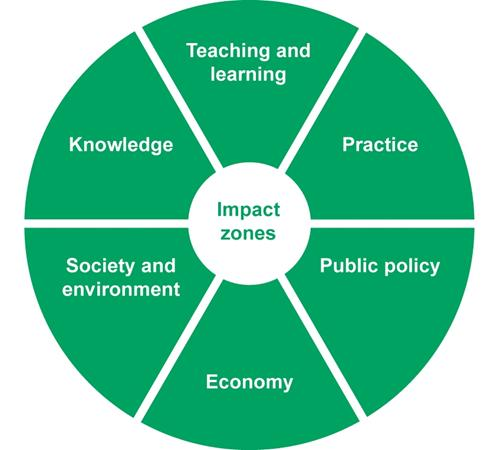 Teaching and
learning
Knowledge
Practice
Impact
zones
Society and
environment
Public policy
Economy